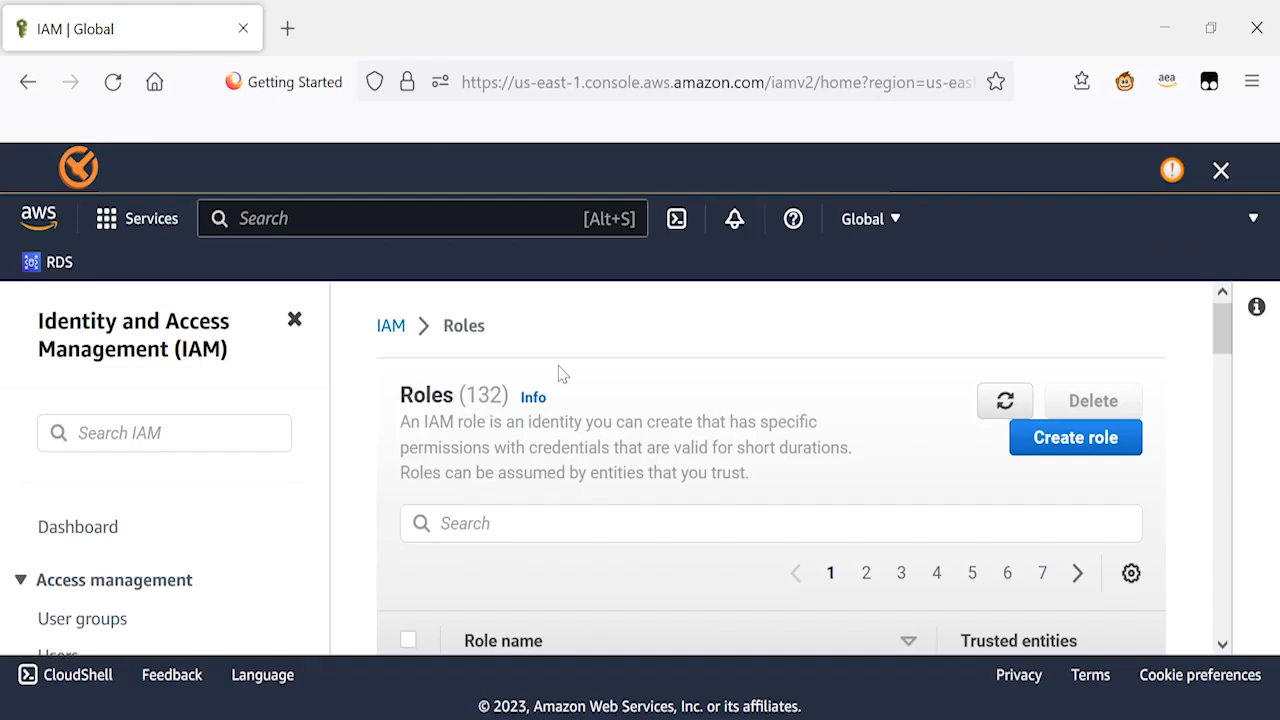 IAM | Global
Getting Started
https://us-east-1.console.aws.amazon.com/iamv2/home?region=us-eas
aea
aws
Services
Search
[Alt+S]
Global
RDS
Identity and Access
Management (IAM)
Search IAM
Dashboard
Access management
User groups
Users
IAM > Roles
Roles (132) Info
An IAM role is an identity you can create that has specific
permissions with credentials that are valid for short durations.
Roles can be assumed by entities that you trust.
Delete
Create role
Search
1 2 3 4 5 6 7
Role name
Trusted entities
CloudShell
Feedback
Language
Privacy
Terms
Cookie preferences
© 2023, Amazon Web Services, Inc. or its affiliates.